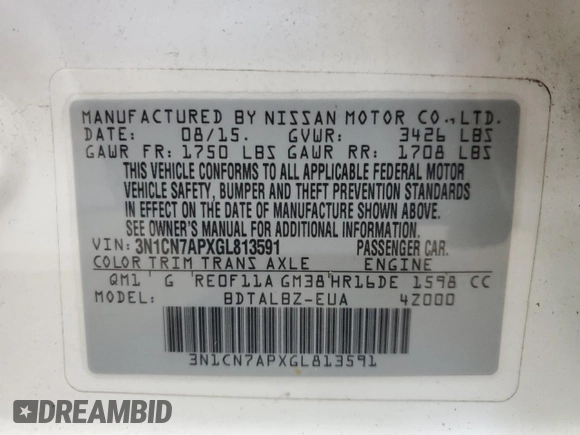 MANUFACTURED BY NISSAN MOTOR CO.,LTD.
DATE: 08/15. GVWR: 3426 LBS
GAWR FR: 1750 LBS GAWR RR: 1708 LBS
THIS VEHICLE CONFORMS TO ALL APPLICABLE FEDERAL MOTOR
VEHICLE SAFETY, BUMPER AND THEFT PREVENTION STANDARDS
IN EFFECT ON THE DATE OF MANUFACTURE SHOWN ABOVE.
SEE OWNER'S MANUAL FOR ADDITIONAL INFORMATION.
VIN: 3N1CN7APXGL813591 PASSENGER CAR.
COLOR TRIM TRANS AXLE ENGINE
QM1 G RE0F11A GM38 HR16DE 1598 CC
MODEL: BDTALBZ-EUA 4Z000
3N1CN7APXGL813591
DREAMBID